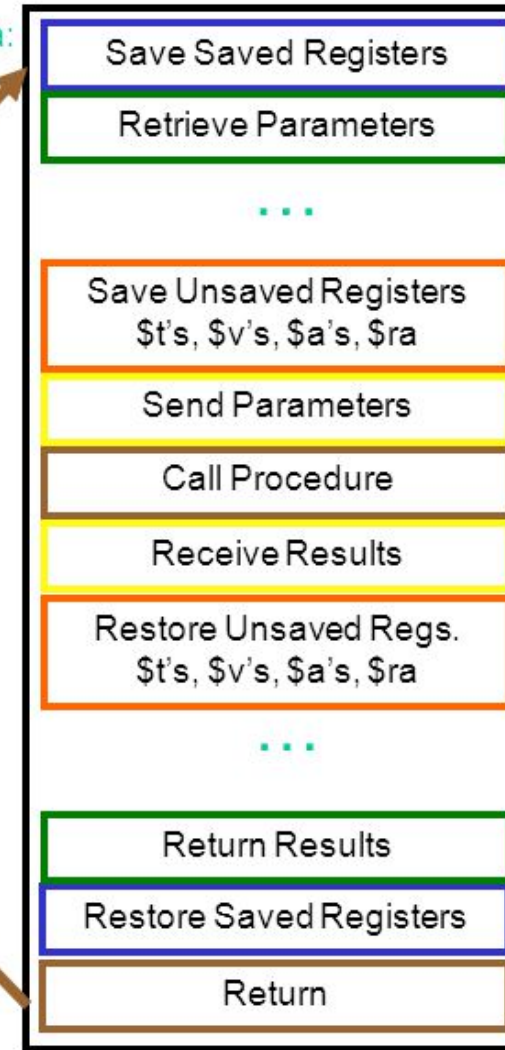 Save Saved Registers
Retrieve Parameters
...
Save Unsaved Registers
$t's, $v's, $a's, $ra
Send Parameters
Call Procedure
Receive Results
Restore Unsaved Regs.
$t's, $v's, $a's, $ra
...
Return Results
Restore Saved Registers
Return